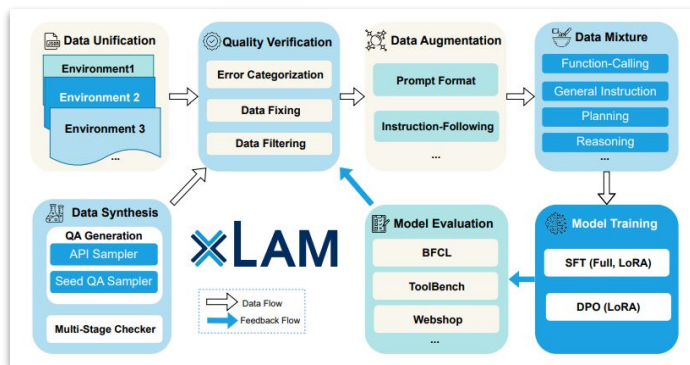 Data Unification
Environment1
Environment 2
Environment 3
...
Quality Verification
Error Categorization
Data Fixing
Data Filtering
Data Augmentation
Prompt Format
Instruction-Following
...
Data Mixture
Function-Calling
General Instruction
Planning
Reasoning
...
Data Synthesis
QA Generation
API Sampler
Seed QA Sampler
Multi-Stage Checker
xLAM
Data Flow
Feedback Flow
Model Evaluation
BFCL
ToolBench
Webshop
...
Model Training
SFT (Full, LoRA)
DPO (LoRA)